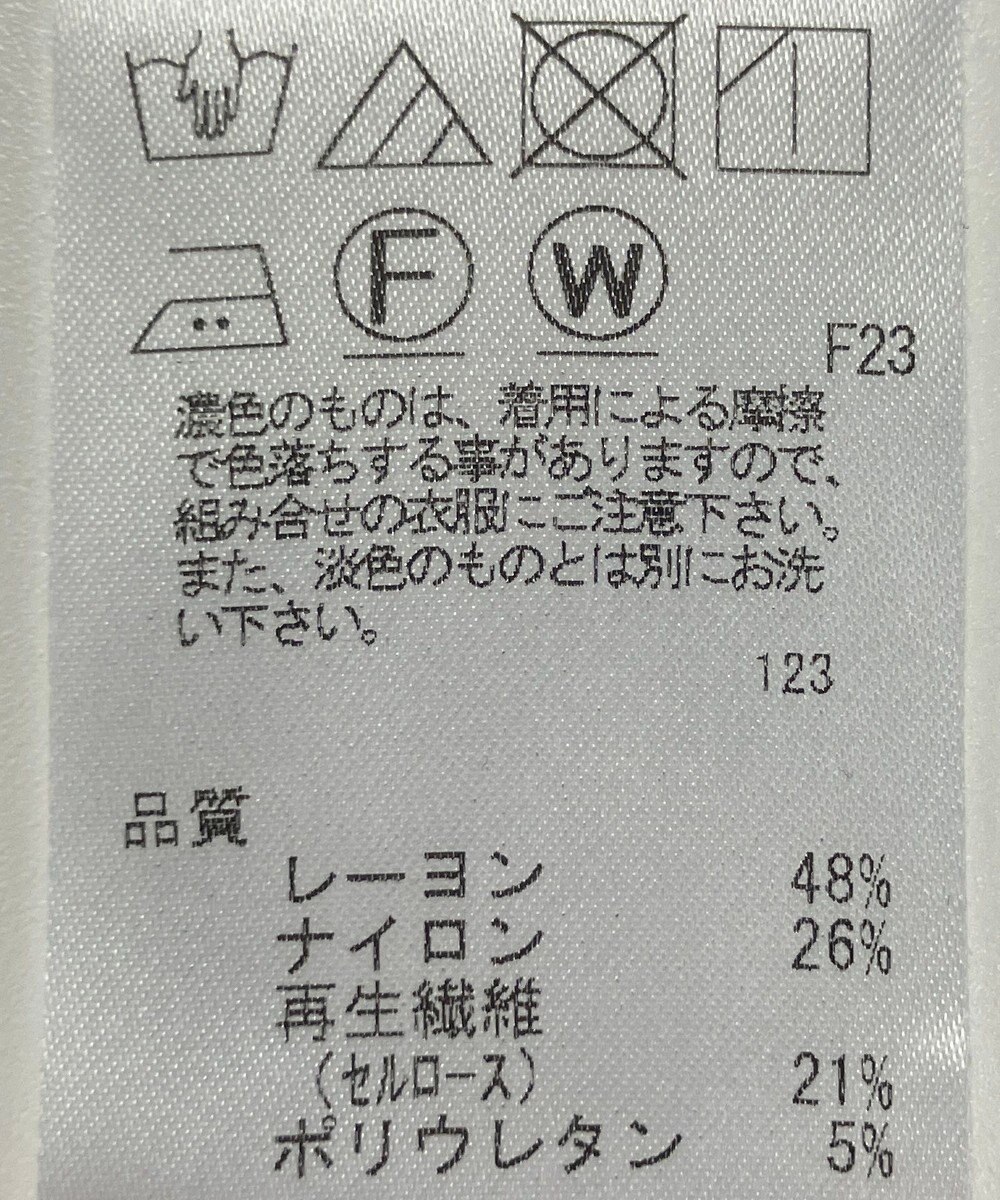 F
W
F23
濃色のものは、着用による摩擦
で色落ちする事がありますので、
組み合せの衣服にご注意下さい。
また、淡色のものとは別にお洗
い下さい。
123
品質
レーヨン 48%
ナイロン 26%
再生繊維
(セルロース) 21%
ポリウレタン 5%